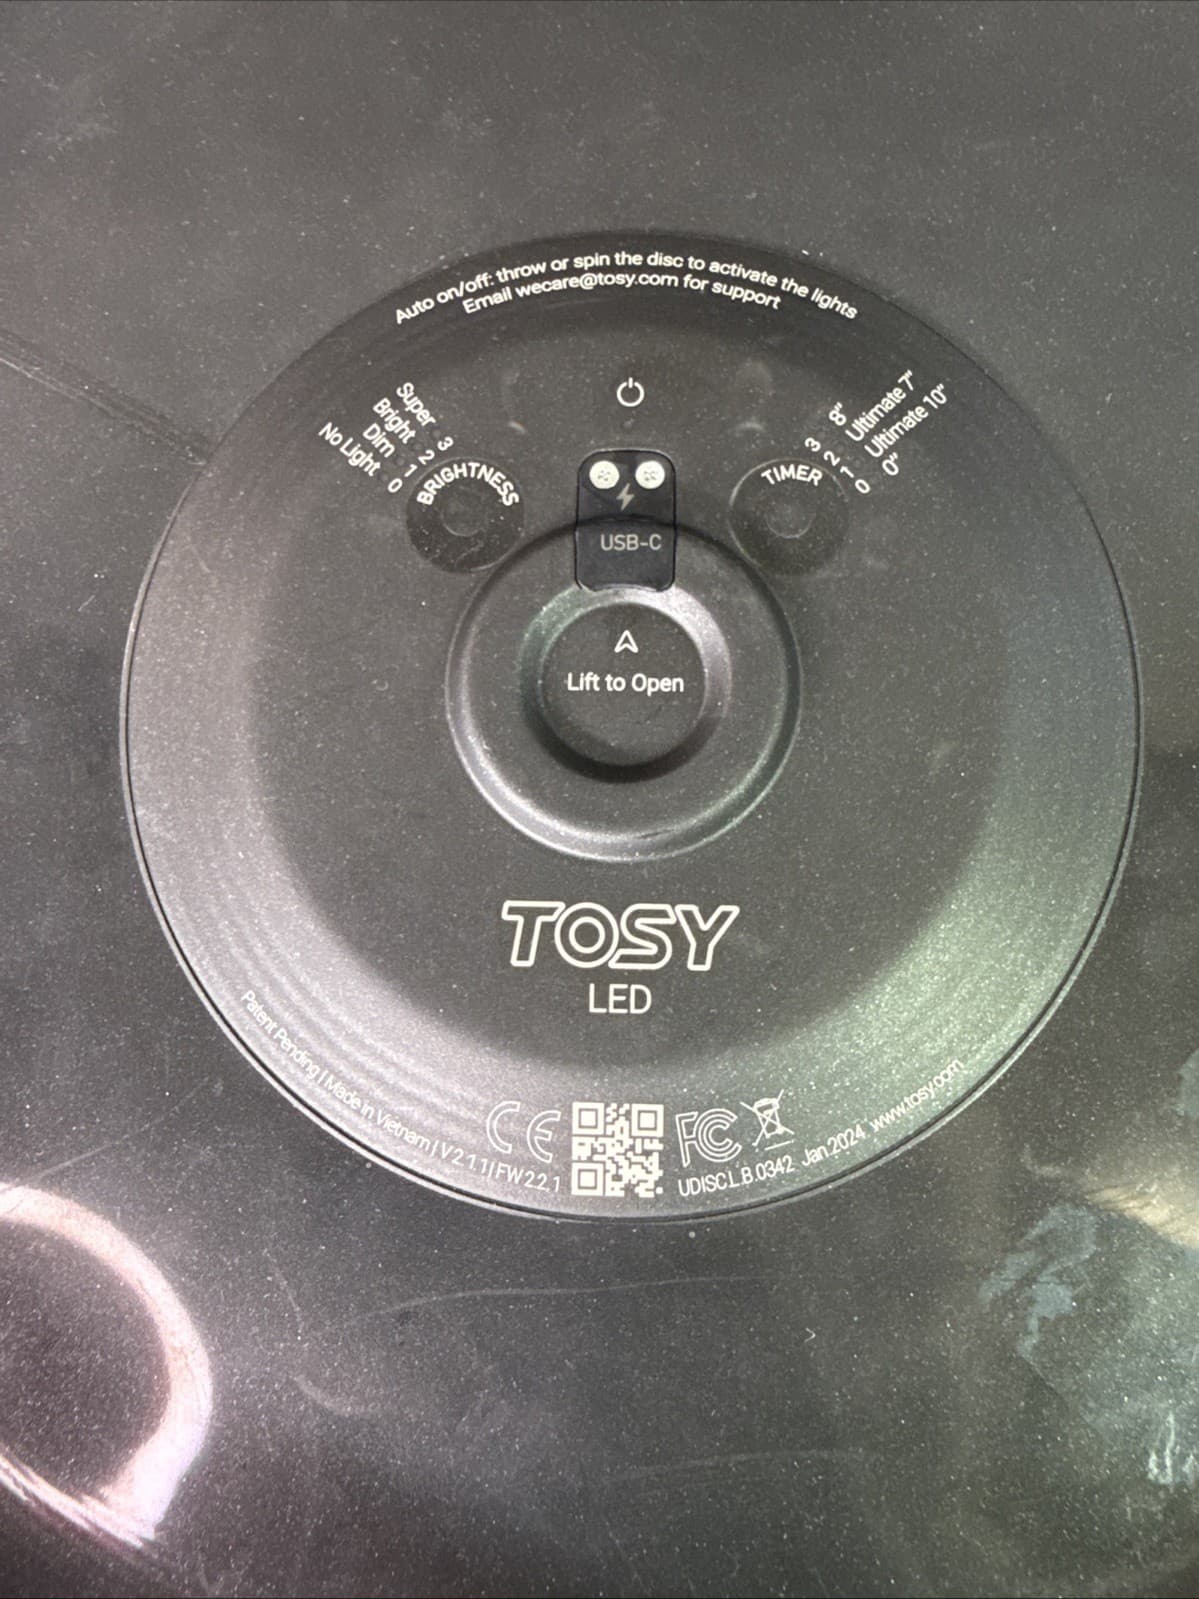 Auto on/off: throw or spin the disc to activate the lights
Email wecare@tosy.com for support
Super 3
Bright 2
Dim 1
No Light 0
BRIGHTNESS
8" 3
Ultimate 7" 2
Ultimate 10" 1
0" 0
TIMER
USB-C
Lift to Open
TOSY
LED
Patent Pending | Made in Vietnam | V2.1.1 | FW2.2.1
CE
FC
UDISC.L.B.0342 Jan.2024 www.tosy.com